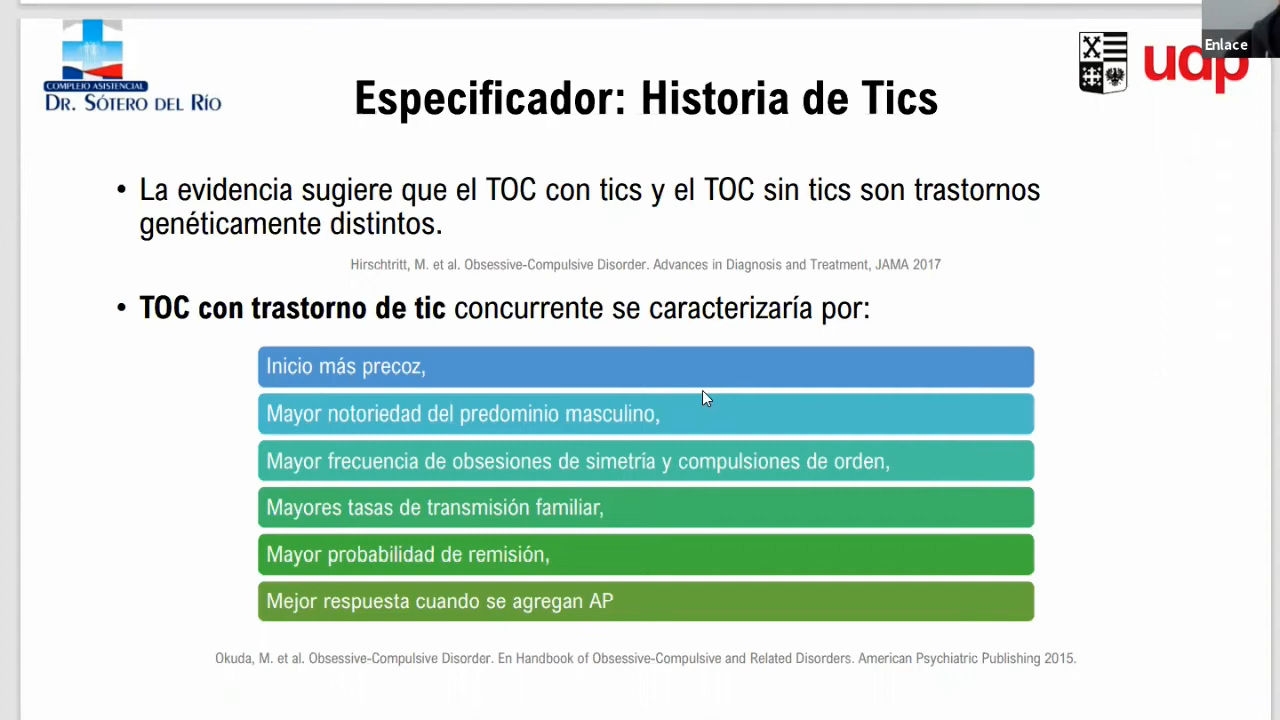 Enlace
COMPLEJO ASISTENCIAL
DR. SÓTERO DEL RÍO
udp
Especificador: Historia de Tics
• La evidencia sugiere que el TOC con tics y el TOC sin tics son trastornos
genéticamente distintos.
Hirschtritt, M. et al. Obsessive-Compulsive Disorder. Advances in Diagnosis and Treatment, JAMA 2017
• TOC con trastorno de tic concurrente se caracterizaría por:
Inicio más precoz,
Mayor notoriedad del predominio masculino,
Mayor frecuencia de obsesiones de simetría y compulsiones de orden,
Mayores tasas de transmisión familiar,
Mayor probabilidad de remisión,
Mejor respuesta cuando se agregan AP
Okuda, M. et al. Obsessive-Compulsive Disorder. En Handbook of Obsessive-Compulsive and Related Disorders. American Psychiatric Publishing 2015.